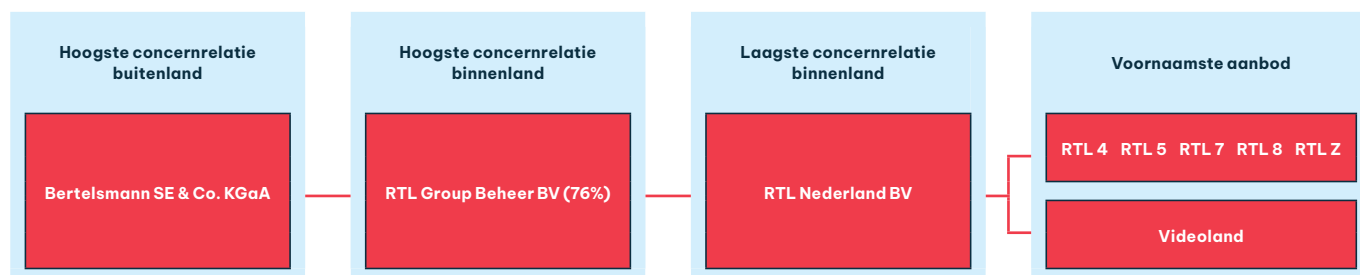 Hoogste concernrelatie
buitenland
Hoogste concernrelatie
binnenland
Laagste concernrelatie
binnenland
Voornaamste aanbod
Bertelsmann SE & Co. KGaA
RTL Group Beheer BV (76%)
RTL Nederland BV
RTL 4 RTL 5 RTL 7 RTL 8 RTL Z
Videoland